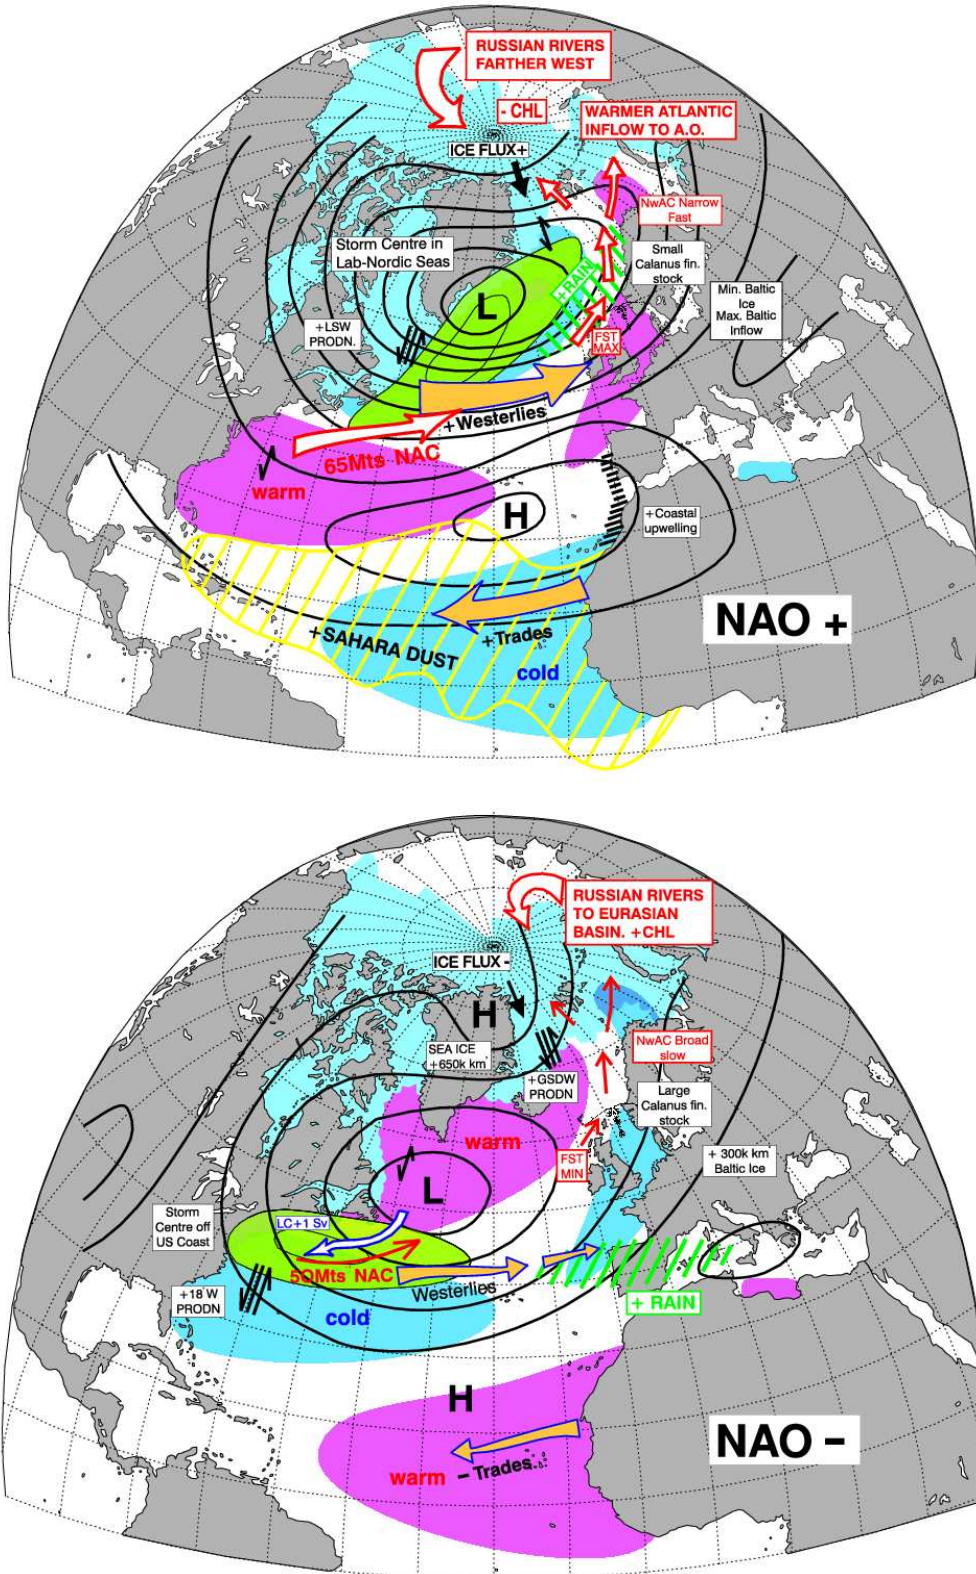 RUSSIAN RIVERS
FARTHER WEST
- CHL
WARMER ATLANTIC
INFLOW TO A.O.
ICE FLUX+
NwAC Narrow
Fast
Storm Centre in
Lab-Nordic Seas
Small
Calanus fin.
stock
+RAIN
Min. Baltic
Ice
Max. Baltic
Inflow
L
+LSW
PRODN.
FST
MAX
+Westerlies
65Mts NAC
warm
H
+Coastal
upwelling
+SAHARA DUST
+Trades
cold
NAO +
RUSSIAN RIVERS
TO EURASIAN
BASIN. +CHL
ICE FLUX -
H
SEA ICE
+650k km
NwAC Broad
slow
+GSDW
PRODN
Large
Calanus fin.
stock
warm
FST
MIN
+ 300k km
Baltic Ice
L
Storm
Centre off
US Coast
LC+1 Sv
50Mts NAC
Westerlies
+18°W
PRODN
cold
+ RAIN
H
warm
- Trades
NAO -